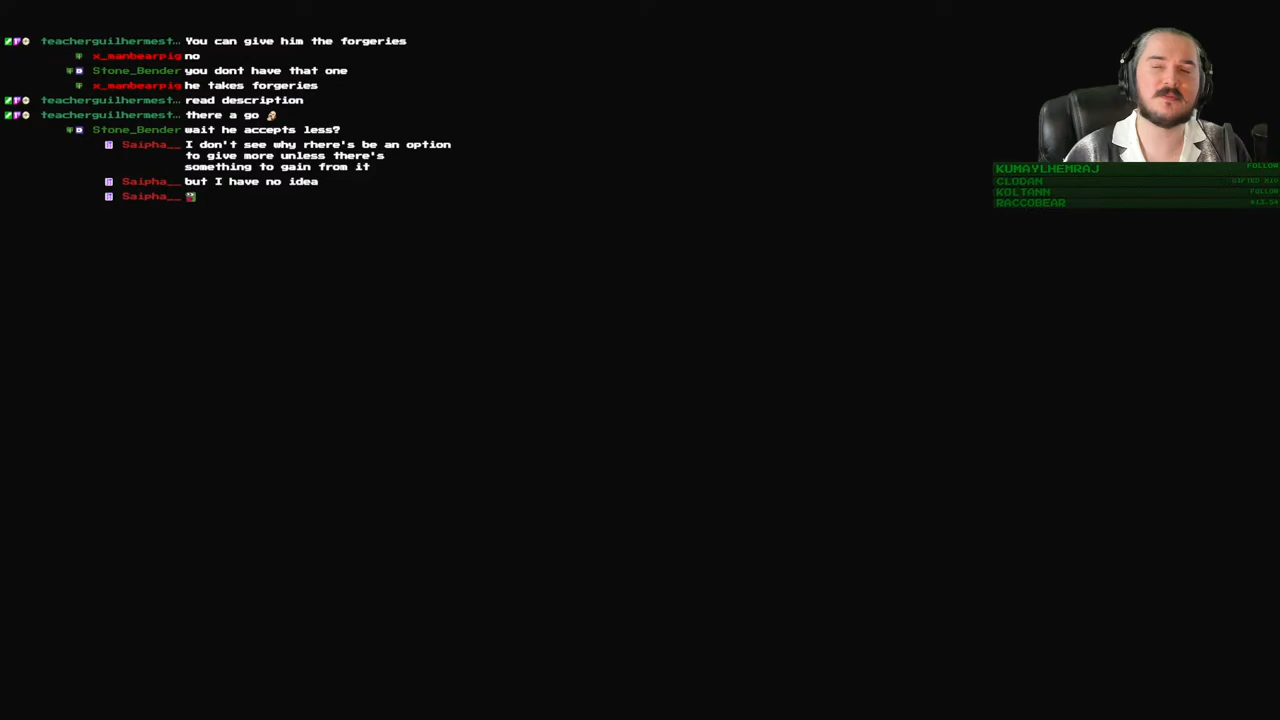 teacherguilhermest… You can give him the forgeries
x_manbearpig no
Stone_Bender you dont have that one
x_manbearpig he takes forgeries
teacherguilhermest… read description
teacherguilhermest… there a go
Stone_Bender wait he accepts less?
Saipha__ I don't see why rhere's be an option
to give more unless there's
something to gain from it
Saipha__ but I have no idea
Saipha__
KUMAYLHEMRAJ FOLLOW
CLODAN GIFTED
KOLTANN FOLLOW
RACCOBEAR